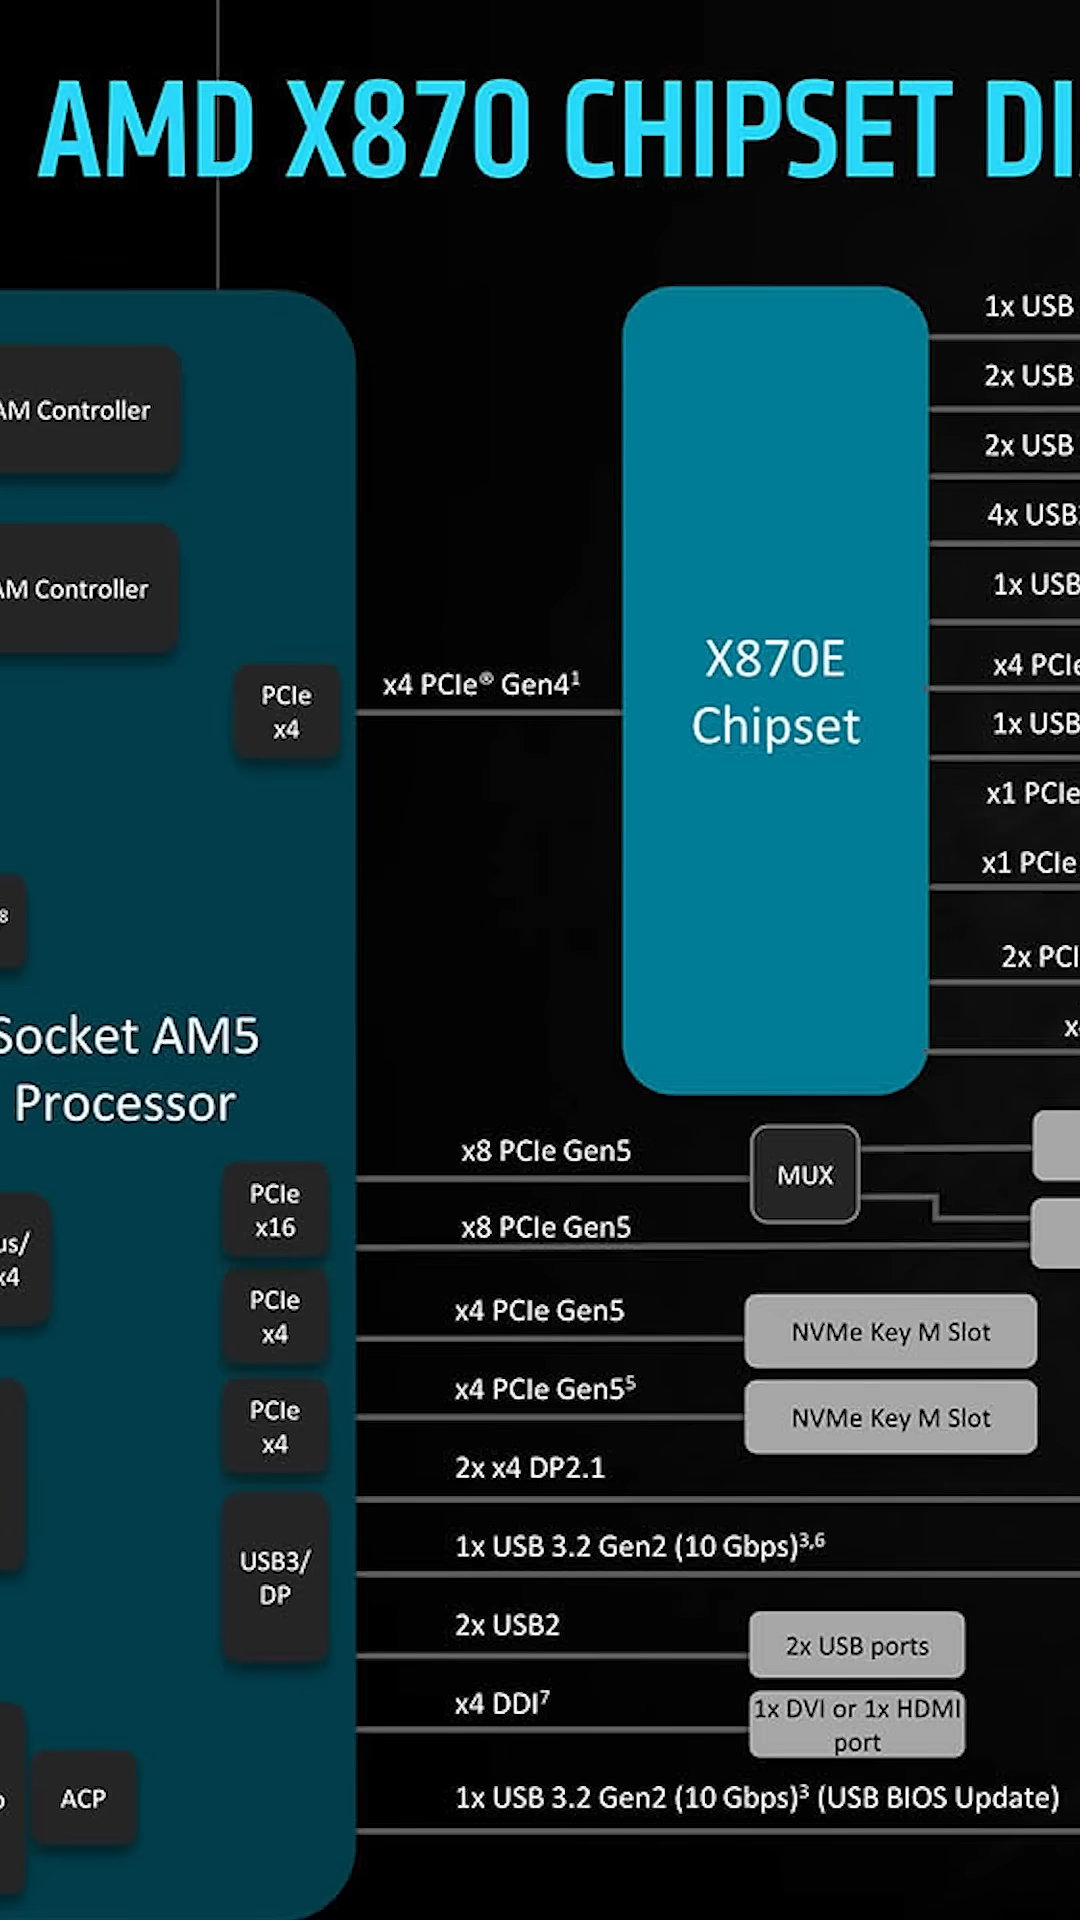 AMD X870 CHIPSET
AM Controller
AM Controller
PCIe
x4
x4 PCIe® Gen4¹
X870E
Chipset
1x USB
2x USB
2x USB
4x USB
1x USB
x4 PCIe
1x USB
x1 PCIe
x1 PCIe
2x PCI
8
Socket AM5
Processor
x8 PCIe Gen5
MUX
PCIe
x16
x8 PCIe Gen5
us/
x4
PCIe
x4
x4 PCIe Gen5
NVMe Key M Slot
PCIe
x4
x4 PCIe Gen5⁵
NVMe Key M Slot
2x x4 DP2.1
USB3/
DP
1x USB 3.2 Gen2 (10 Gbps)³,⁶
2x USB2
2x USB ports
x4 DDI⁷
1x DVI or 1x HDMI
port
ACP
1x USB 3.2 Gen2 (10 Gbps)³ (USB BIOS Update)